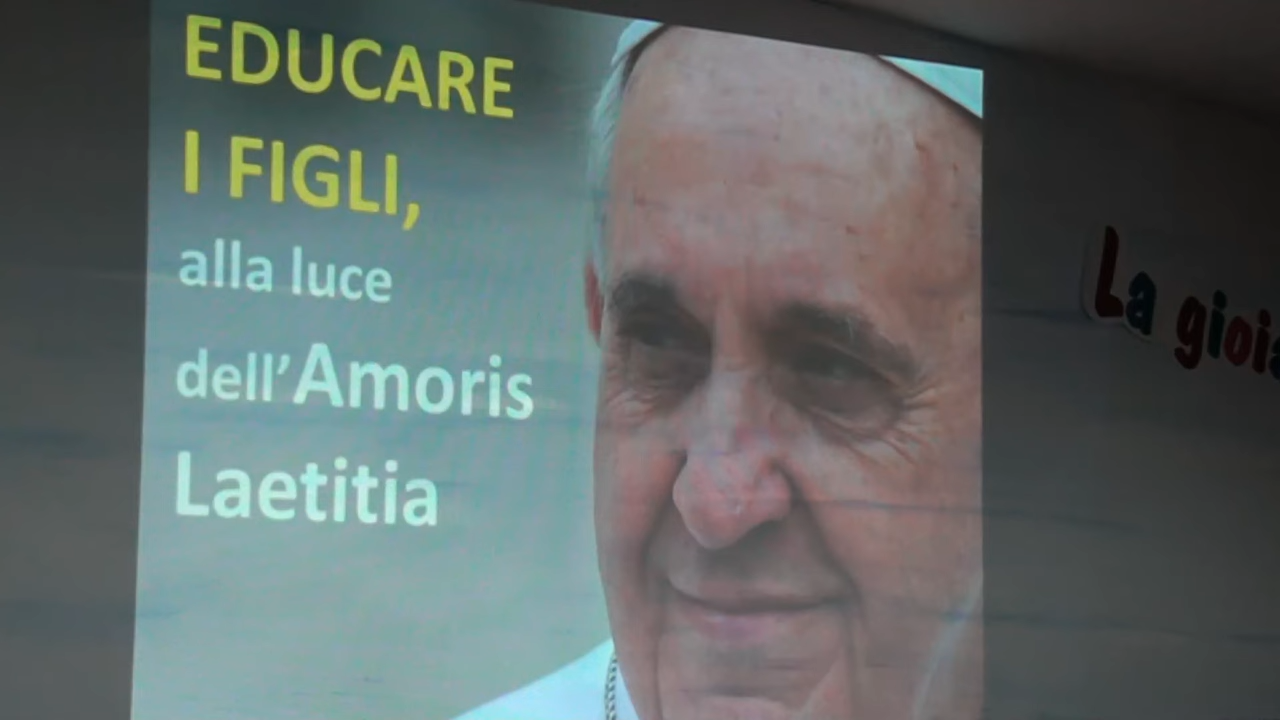 EDUCARE
I FIGLI,
alla luce
dell'Amoris
Laetitia
La gioia